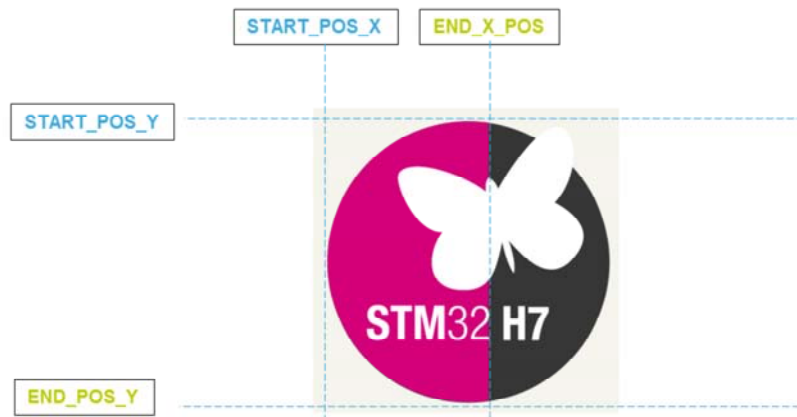 START_POS_X
END_X_POS
START_POS_Y
STM32 H7
END_POS_Y